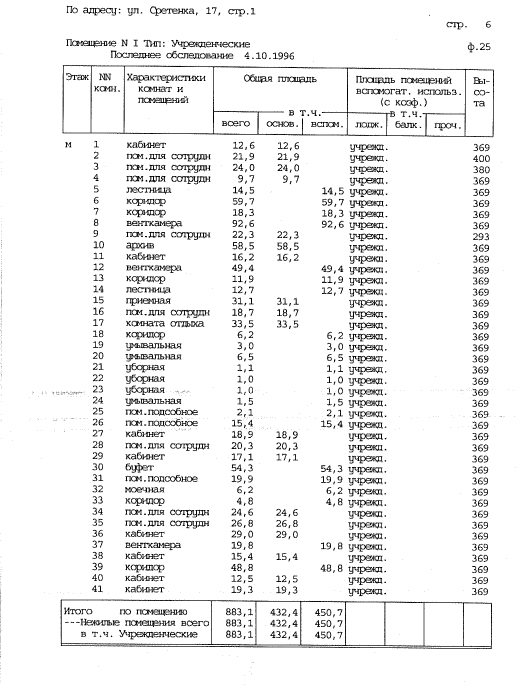 По адресу: ул. Сретенка, 17, стр.1
стр. 6
Помещение N I Тип: Учрежденческие ф.25
Последнее обследование 4.10.1996
Этаж NN Характеристики Общая площадь Площадь помещений Вы-
комн. комнат и вспомогат. использ. со-
помещений (с коэф.) та
в т.ч. в т.ч.
всего основ. вспом. лодж. балк. проч.
м 1 кабинет 12,6 12,6 учрежд. 369
2 пом.для сотрудн 21,9 21,9 учрежд. 400
3 пом.для сотрудн 24,0 24,0 учрежд. 380
4 пом.для сотрудн 9,7 9,7 учрежд. 369
5 лестница 14,5 14,5 учрежд. 369
6 коридор 59,7 59,7 учрежд. 369
7 коридор 18,3 18,3 учрежд. 369
8 венткамера 92,6 92,6 учрежд. 369
9 пом.для сотрудн 22,3 22,3 учрежд. 293
10 архив 58,5 58,5 учрежд. 369
11 кабинет 16,2 16,2 учрежд. 369
12 венткамера 49,4 49,4 учрежд. 369
13 коридор 11,9 11,9 учрежд. 369
14 лестница 12,7 12,7 учрежд. 369
15 приемная 31,1 31,1 учрежд. 369
16 пом.для сотрудн 18,7 18,7 учрежд. 369
17 комната отдыха 33,5 33,5 учрежд. 369
18 коридор 6,2 6,2 учрежд. 369
19 умывальная 3,0 3,0 учрежд. 369
20 умывальная 6,5 6,5 учрежд. 369
21 уборная 1,1 1,1 учрежд. 369
22 уборная 1,0 1,0 учрежд. 369
23 уборная 1,0 1,0 учрежд. 369
24 умывальная 1,5 1,5 учрежд. 369
25 пом.подсобное 2,1 2,1 учрежд. 369
26 пом.подсобное 15,4 15,4 учрежд. 369
27 кабинет 18,9 18,9 учрежд. 369
28 пом.для сотрудн 20,3 20,3 учрежд. 369
29 кабинет 17,1 17,1 учрежд. 369
30 буфет 54,3 54,3 учрежд. 369
31 пом.подсобное 19,9 19,9 учрежд. 369
32 моечная 6,2 6,2 учрежд. 369
33 коридор 4,8 4,8 учрежд. 369
34 пом.для сотрудн 24,6 24,6 учрежд. 369
35 пом.для сотрудн 26,8 26,8 учрежд. 369
36 кабинет 29,0 29,0 учрежд. 369
37 венткамера 19,8 19,8 учрежд. 369
38 кабинет 15,4 15,4 учрежд. 369
39 коридор 48,8 48,8 учрежд. 369
40 кабинет 12,5 12,5 учрежд. 369
41 кабинет 19,3 19,3 учрежд. 369
Итого по помещению 883,1 432,4 450,7
---Нежилые помещения всего 883,1 432,4 450,7
в т.ч. Учрежденческие 883,1 432,4 450,7